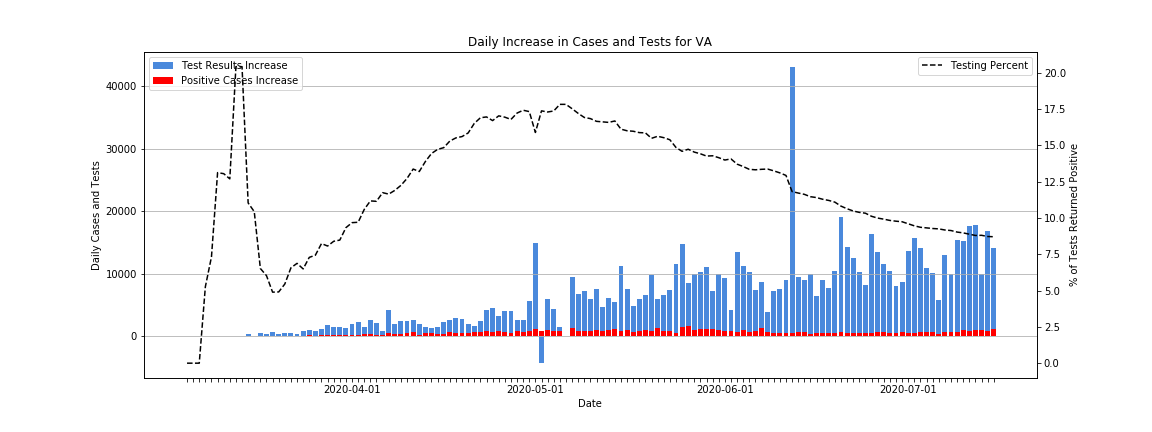 Daily Increase in Cases and Tests for VA
Test Results Increase
Positive Cases Increase
Testing Percent
40000
30000
20000
10000
0
Daily Cases and Tests
20.0
17.5
15.0
12.5
10.0
7.5
5.0
2.5
0.0
% of Tests Returned Positive
2020-04-01
2020-05-01
2020-06-01
2020-07-01
Date